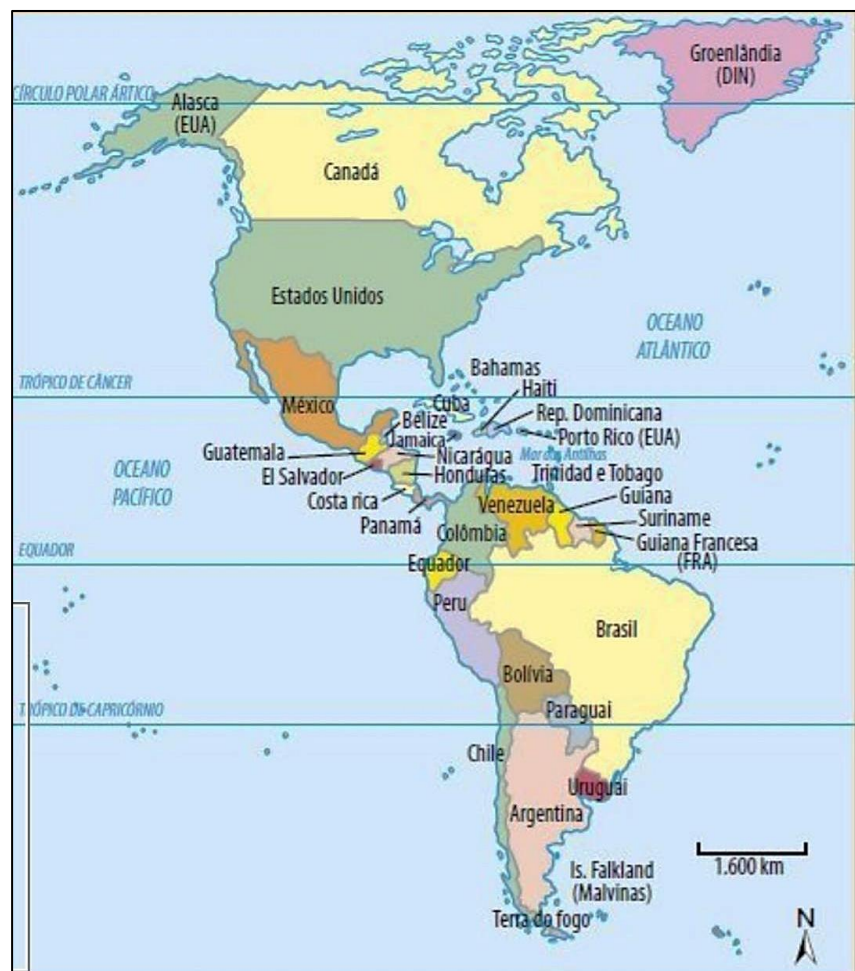 Groenlândia
(DIN)
CÍRCULO POLAR ÁRTICO
Alasca
(EUA)
Canadá
Estados Unidos
OCEANO
ATLÂNTICO
Bahamas
TRÓPICO DE CÂNCER
Haiti
México
Cuba
Rep. Dominicana
Belize
Jamaica
Porto Rico (EUA)
Guatemala
Nicarágua
Mar das Antilhas
OCEANO
PACÍFICO
El Salvador
Honduras
Trinidad e Tobago
Costa rica
Venezuela
Guiana
Panamá
Suriname
Colômbia
Guiana Francesa
(FRA)
EQUADOR
Equador
Peru
Brasil
Bolívia
TRÓPICO DE CAPRICÓRNIO
Paraguai
Chile
Uruguai
Argentina
Is. Falkland
(Malvinas)
1.600 km
Terra do fogo
N